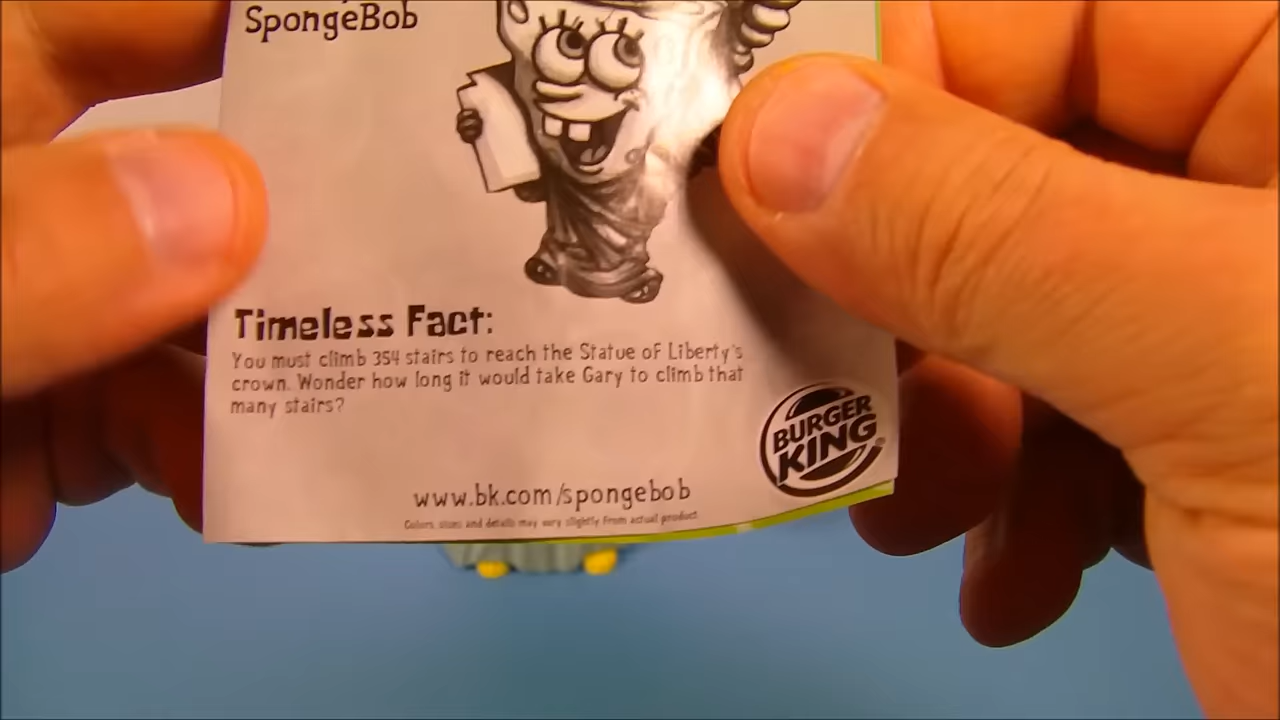 SpongeBob
Timeless Fact:
You must climb 354 stairs to reach the Statue of Liberty's
crown. Wonder how long it would take Gary to climb that
many stairs?
BURGER
KING®
www.bk.com/spongebob
Colors, sizes and details may vary slightly from actual product.